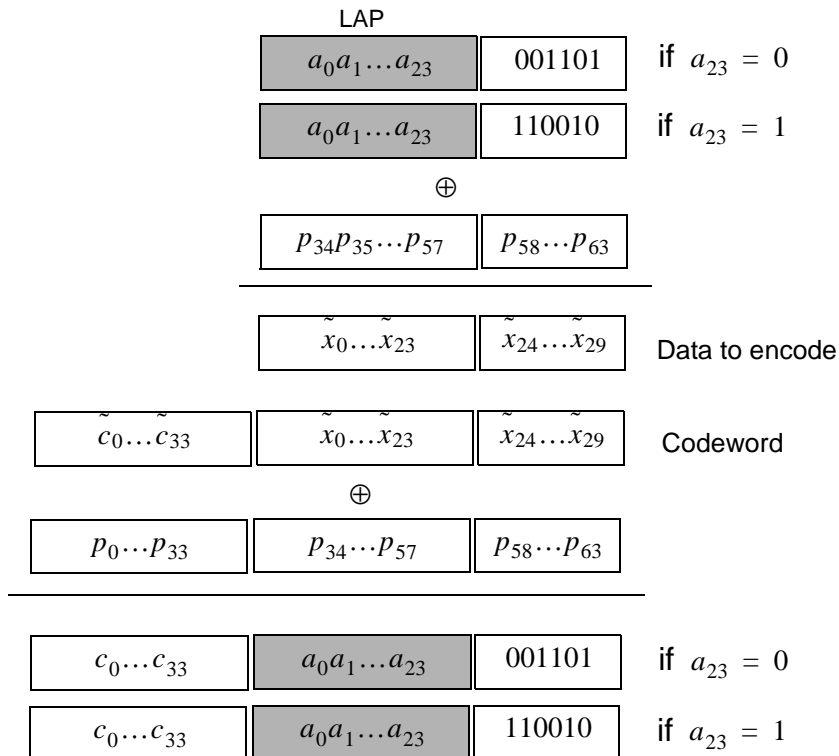 LAP
a₀a₁…a₂₃ 001101 if a₂₃ = 0
a₀a₁…a₂₃ 110010 if a₂₃ = 1
⊕
p₃₄p₃₅…p₅₇ p₅₈…p₆₃
x̃₀…x̃₂₃ x̃₂₄…x̃₂₉ Data to encode
c̃₀…c̃₃₃ x̃₀…x̃₂₃ x̃₂₄…x̃₂₉ Codeword
⊕
p₀…p₃₃ p₃₄…p₅₇ p₅₈…p₆₃
c₀…c₃₃ a₀a₁…a₂₃ 001101 if a₂₃ = 0
c₀…c₃₃ a₀a₁…a₂₃ 110010 if a₂₃ = 1